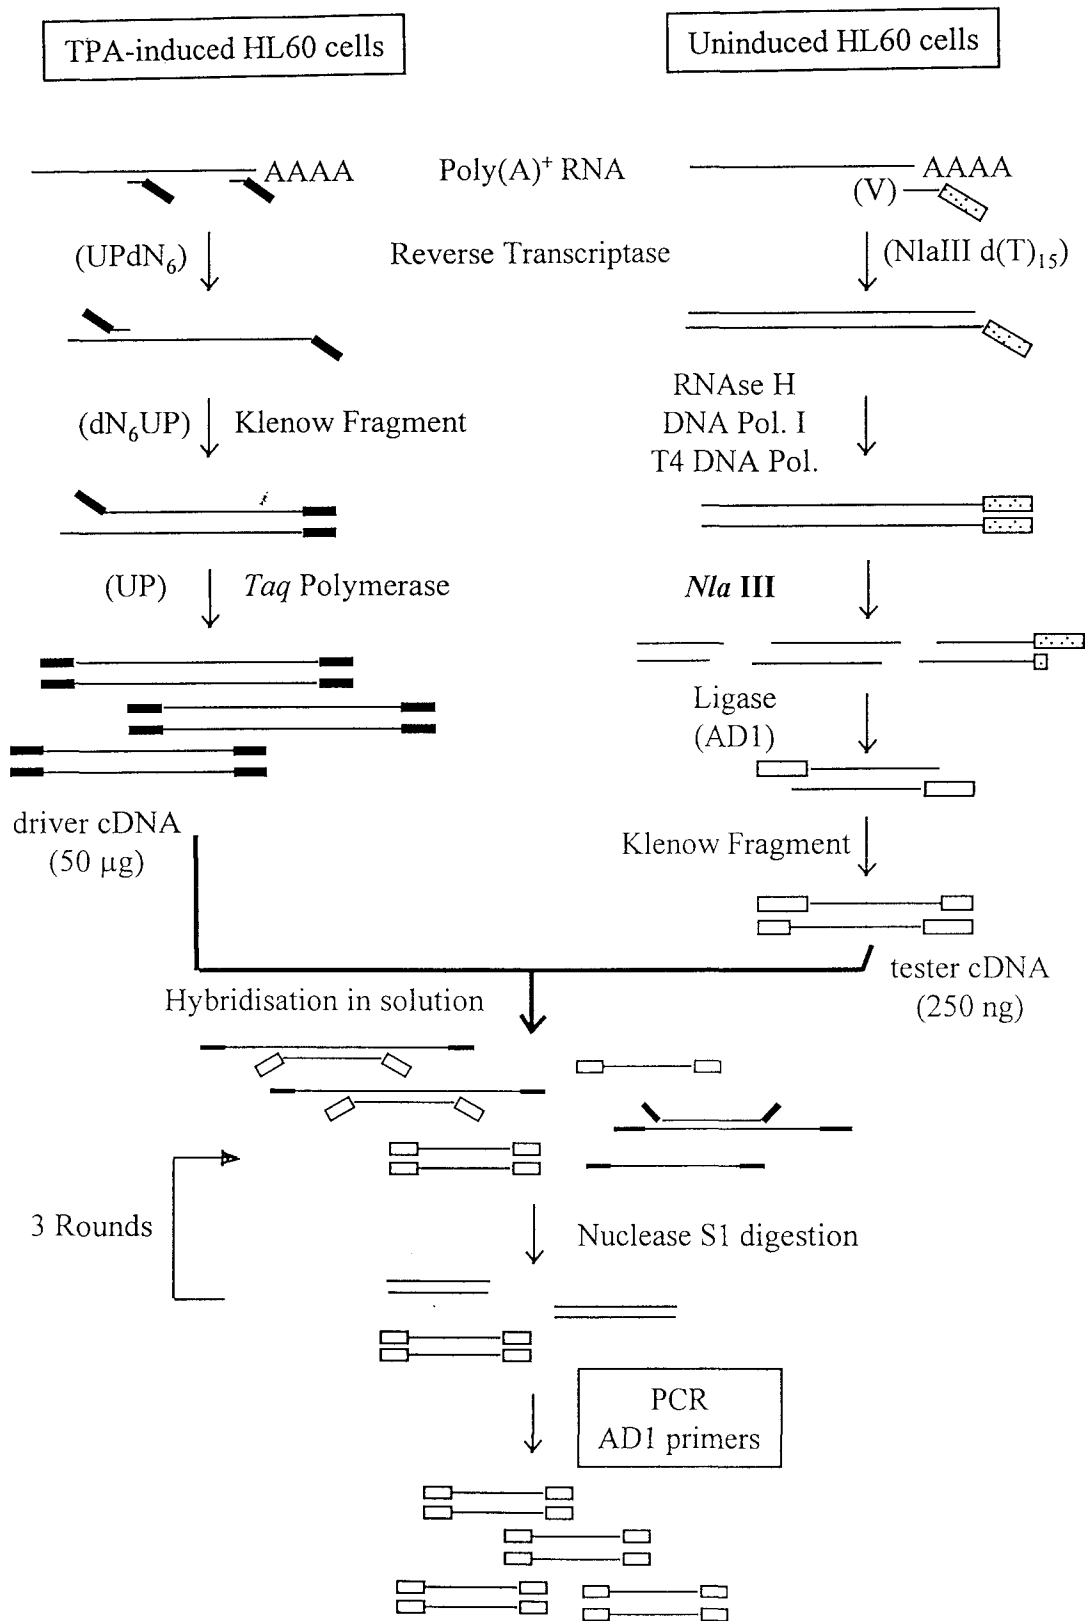 TPA-induced HL60 cells
Uninduced HL60 cells
AAAA
Poly(A)+ RNA
AAAA
(V)
(UPdN6)
Reverse Transcriptase
(NlaIII d(T)15)
RNAse H
DNA Pol. I
T4 DNA Pol.
(dN6UP)
Klenow Fragment
(UP)
Taq Polymerase
Nla III
Ligase
(AD1)
driver cDNA
(50 µg)
Klenow Fragment
tester cDNA
(250 ng)
Hybridisation in solution
3 Rounds
Nuclease S1 digestion
PCR
AD1 primers